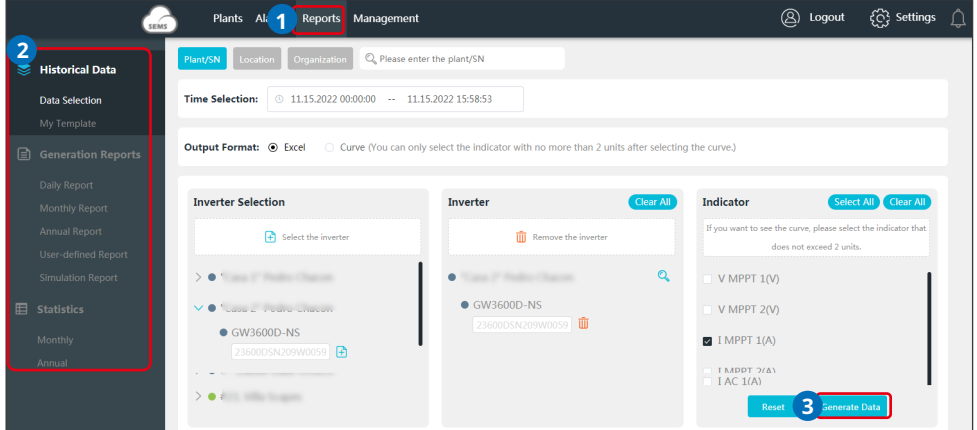 SEMS
Plants Ala 1 Reports Management Logout Settings
2
Historical Data
Data Selection
My Template
Generation Reports
Daily Report
Monthly Report
Annual Report
User-defined Report
Simulation Report
Statistics
Monthly
Annual
Plant/SN Location Organization Please enter the plant/SN
Time Selection: 11.15.2022 00:00:00 -- 11.15.2022 15:58:53
Output Format: Excel Curve (You can only select the indicator with no more than 2 units after selecting the curve.)
Inverter Selection
Select the inverter
GW3600D-NS
23600DSN209W0059
Inverter Clear All
Remove the inverter
GW3600D-NS
23600DSN209W0059
Indicator Select All Clear All
If you want to see the curve, please select the indicator that
does not exceed 2 units.
V MPPT 1(V)
V MPPT 2(V)
I MPPT 1(A)
I MPPT 2(A)
I AC 1(A)
Reset 3 Generate Data